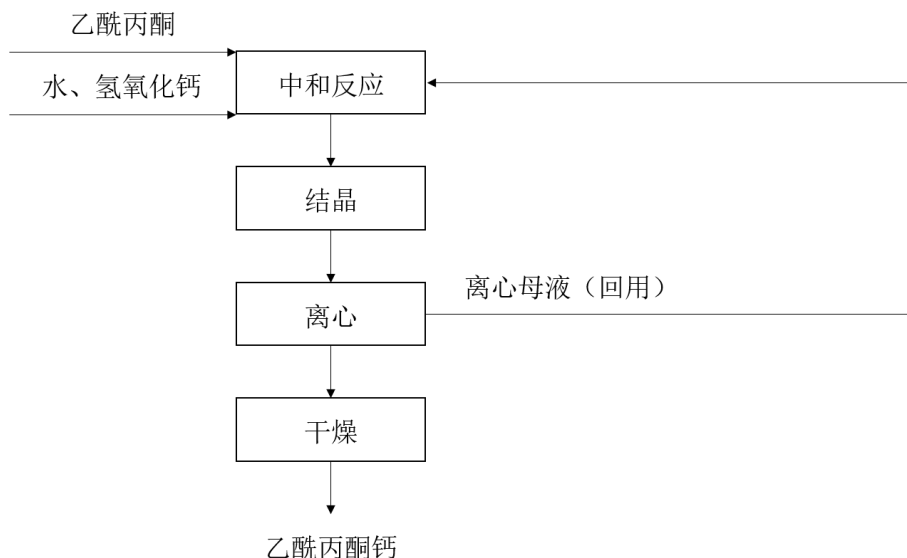 乙酰丙酮
水、氢氧化钙
中和反应
结晶
离心母液（回用）
离心
干燥
乙酰丙酮钙